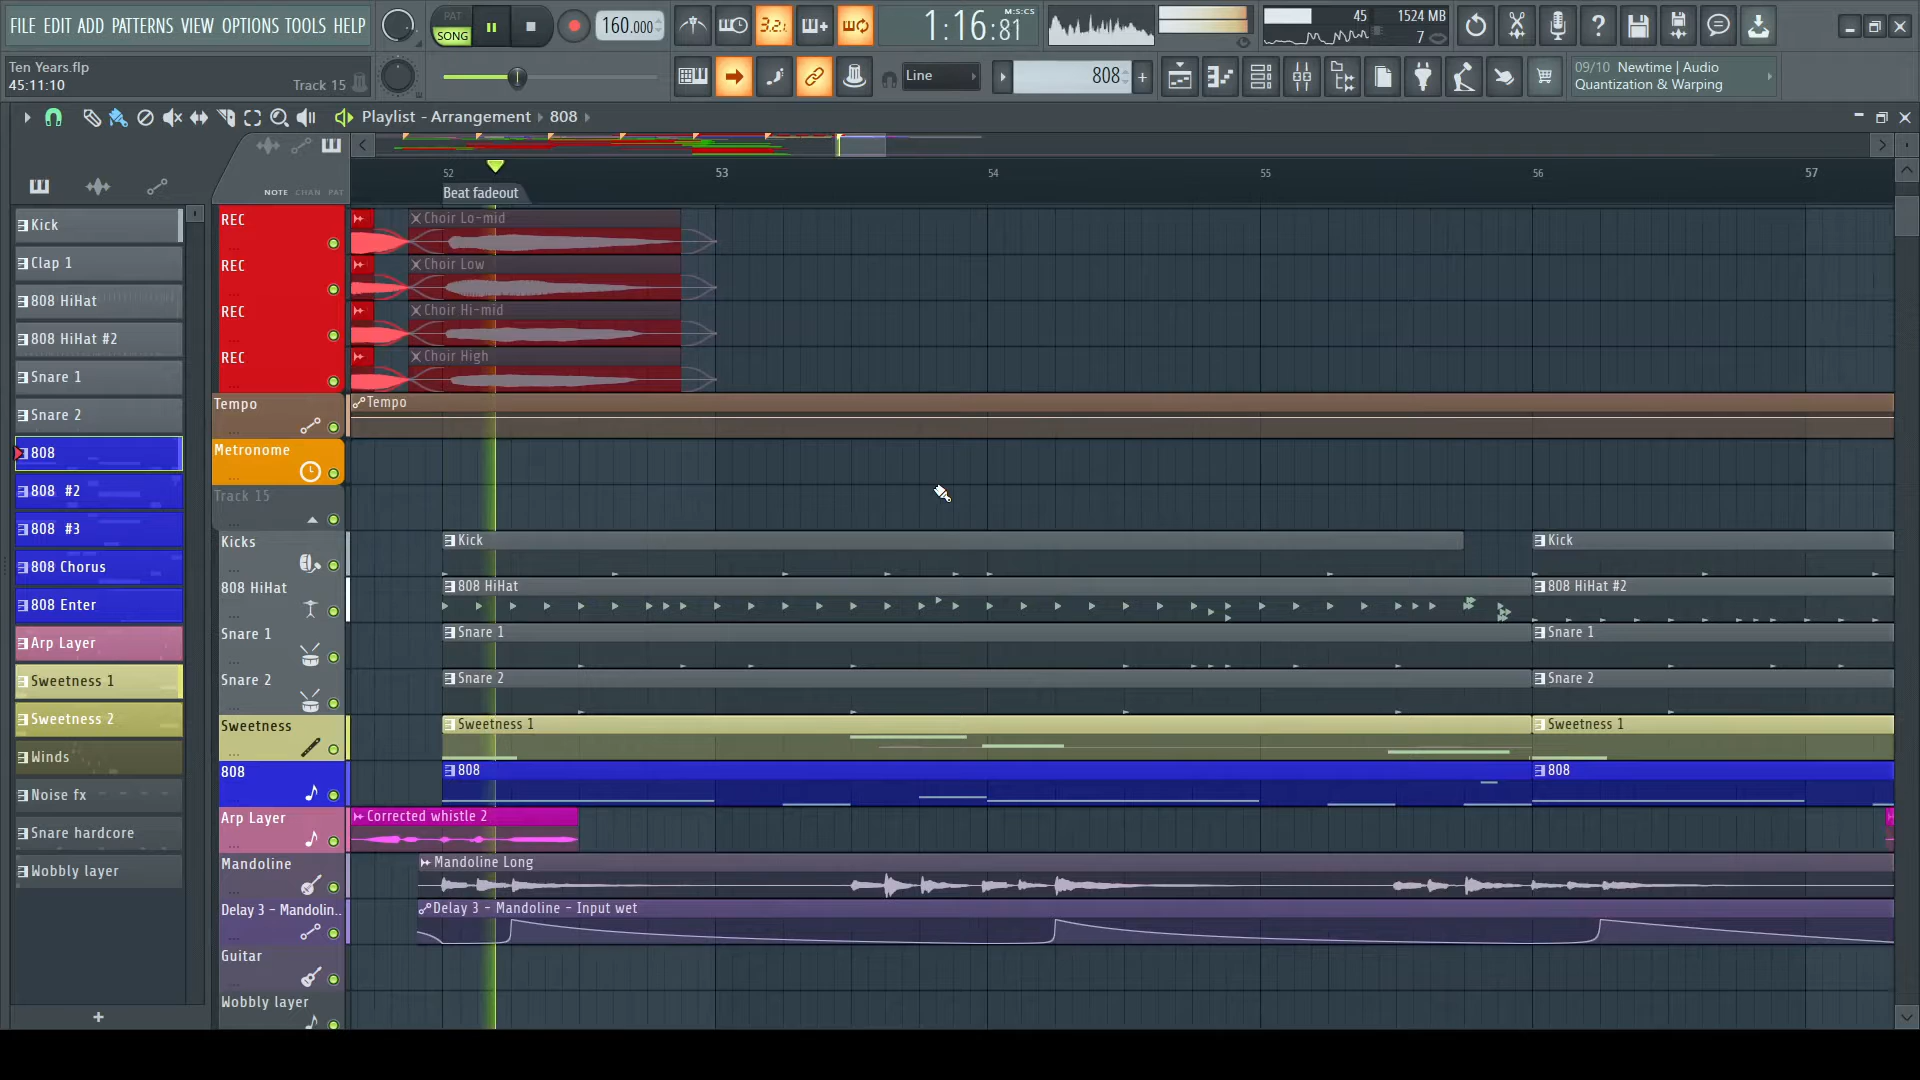 FILE EDIT ADD PATTERNS VIEW OPTIONS TOOLS HELP
PAT
SONG
160.000
3.2.
1:16:81
M:S:CS
45
1524 MB
7
Ten Years.flp
45:11:10
Track 15
Line
808
09/10 Newtime | Audio
Quantization & Warping
Playlist - Arrangement
808
NOTE CHAN PAT
52
53
54
55
56
57
Beat fadeout
Kick
Clap 1
808 HiHat
808 HiHat #2
Snare 1
Snare 2
808
808 #2
808 #3
808 Chorus
808 Enter
Arp Layer
Sweetness 1
Sweetness 2
Winds
Noise fx
Snare hardcore
Wobbly layer
REC
Choir Lo-mid
REC
Choir Low
REC
Choir Hi-mid
REC
Choir High
Tempo
Tempo
Metronome
Track 15
Kicks
Kick
Kick
808 HiHat
808 HiHat
808 HiHat #2
Snare 1
Snare 1
Snare 1
Snare 2
Snare 2
Snare 2
Sweetness
Sweetness 1
Sweetness 1
808
808
808
Arp Layer
Corrected whistle 2
Mandoline
Mandoline Long
Delay 3 - Mandolin..
Delay 3 - Mandoline - Input wet
Guitar
Wobbly layer